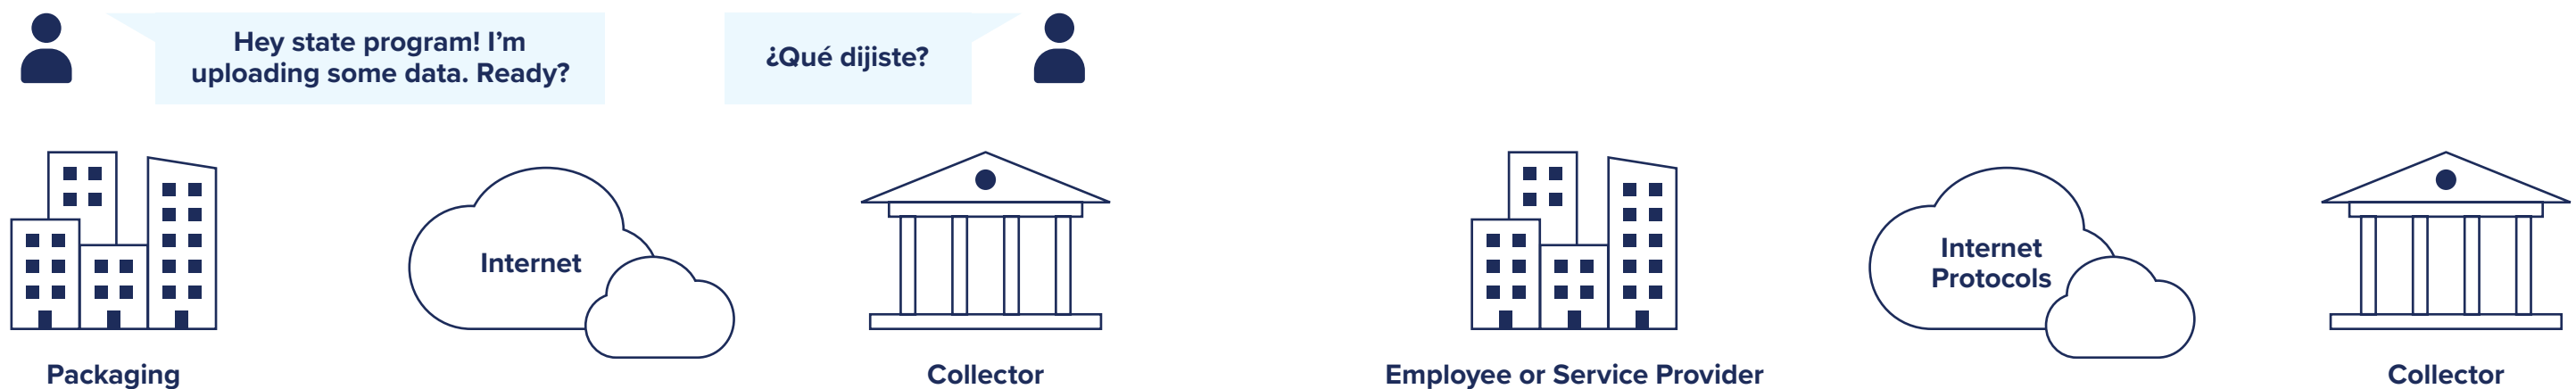 Hey state program! I’m
uploading some data. Ready?
¿Qué dijiste?
Internet
Packaging
Collector
Internet
Protocols
Employee or Service Provider
Collector